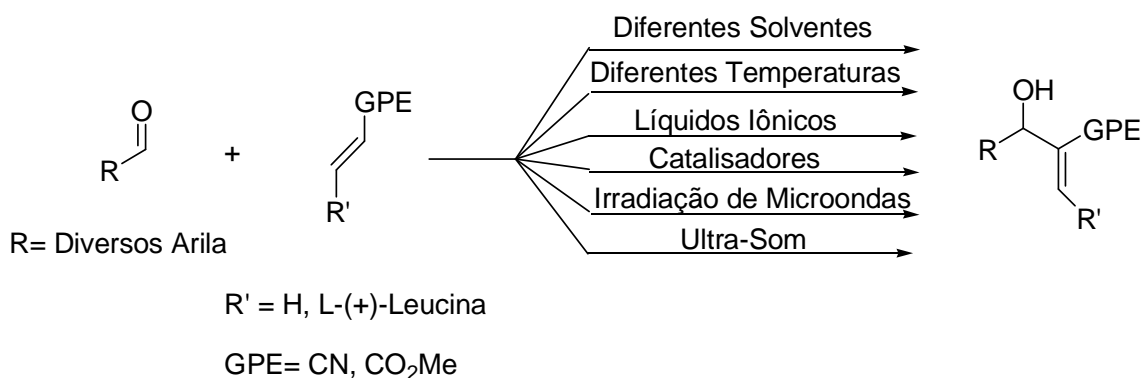 Diferentes Solventes
Diferentes Temperaturas
Líquidos Iônicos
Catalisadores
Irradiação de Microondas
Ultra-Som
O
R
+
GPE
R'
OH
R
GPE
R'
R= Diversos Arila
R' = H, L-(+)-Leucina
GPE= CN, CO₂Me